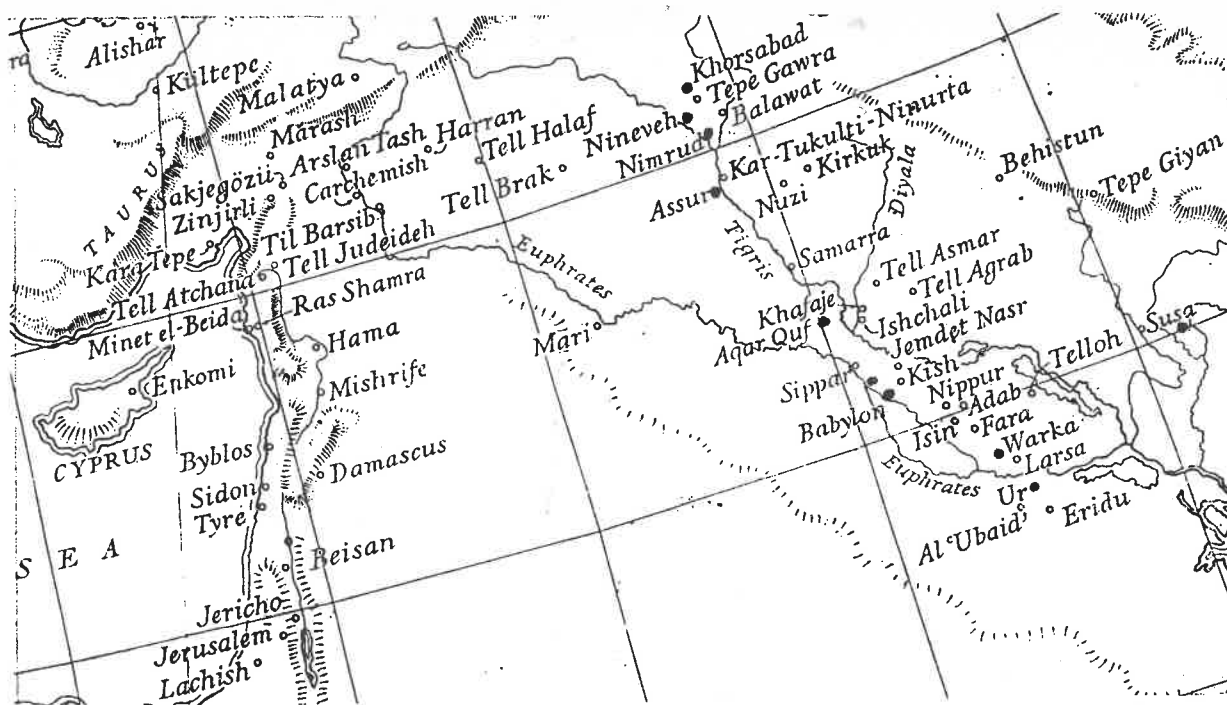 Alishar
Kültepe
Malatya
Marash
TAURUS
Sakjegözü
Zinjirli
Kara Tepe
Arslan Tash
Harran
Carchemish
Til Barsib
Tell Judeideh
Tell Atchana
Minet el-Beida
Ras Shamra
Tell Halaf
Tell Brak
Khorsabad
Tepe Gawra
Balawat
Nineveh
Nimrud
Kar-Tukulti-Ninurta
Kirkuk
Nuzi
Assur
Diyala
Behistun
Tepe Giyan
Tigris
Samarra
Euphrates
Mari
Tell Asmar
Tell Agrab
Khafaje
Ishchali
Aqar Quf
Jemdet Nasr
Sippar
Kish
Babylon
Nippur
Isin
Adab
Fara
Telloh
Susa
Warka
Larsa
Euphrates
Ur
Al ‘Ubaid
Eridu
Hama
Mishrife
Enkomi
CYPRUS
Byblos
Damascus
Sidon
Tyre
SEA
Beisan
Jericho
Jerusalem
Lachish